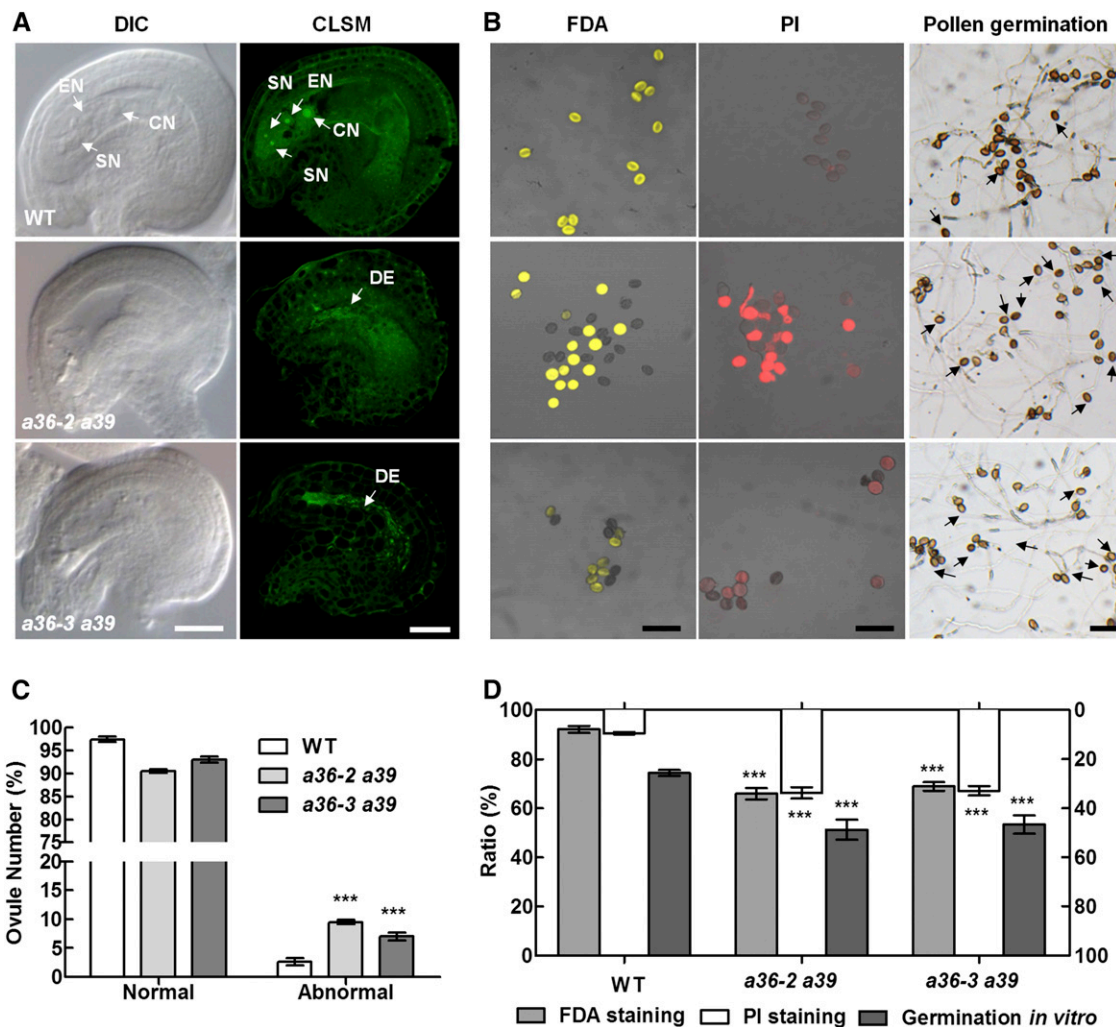 A
DIC
CLSM
EN
CN
SN
WT
SN
EN
CN
SN
a36-2 a39
DE
a36-3 a39
DE
B
FDA
PI
Pollen germination
C
Ovule Number (%)
100
95
90
85
80
75
20
15
10
5
0
WT
a36-2 a39
a36-3 a39
***
***
Normal
Abnormal
D
Ratio (%)
100
80
60
40
20
0
0
20
40
60
80
100
***
***
***
***
***
***
WT
a36-2 a39
a36-3 a39
FDA staining
PI staining
Germination in vitro